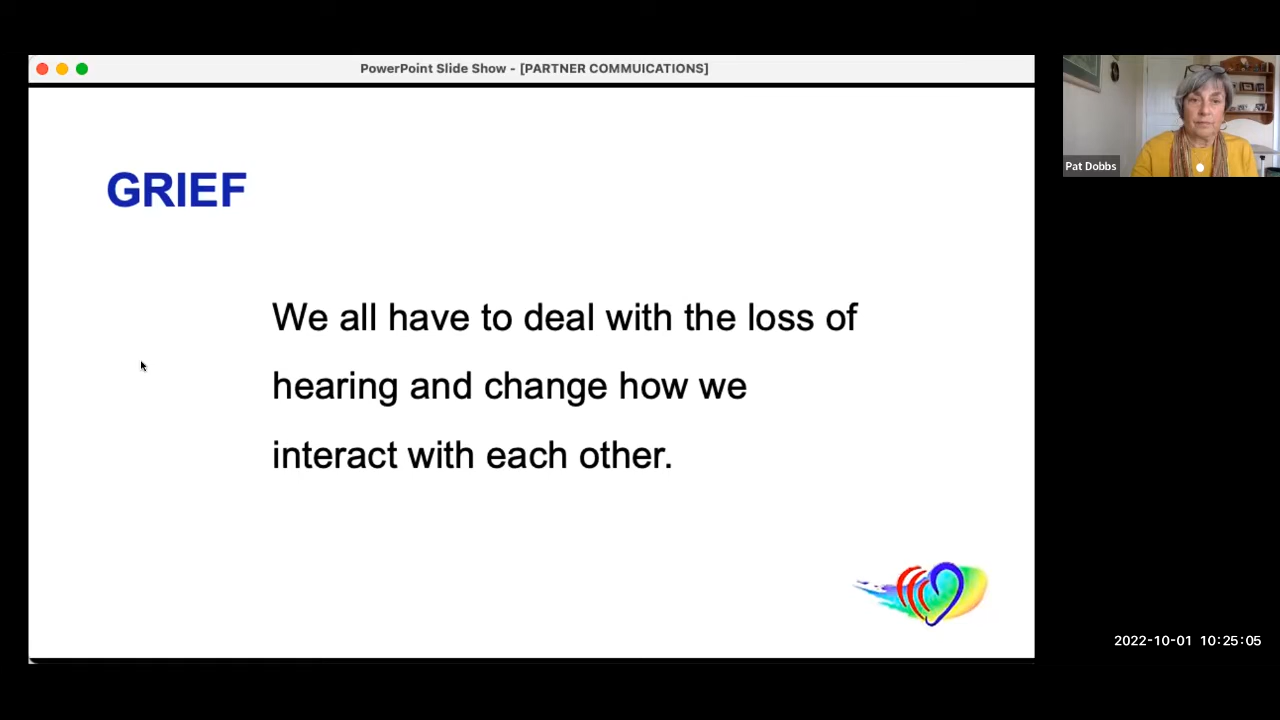 PowerPoint Slide Show - [PARTNER COMMUICATIONS]
GRIEF
We all have to deal with the loss of
hearing and change how we
interact with each other.
Pat Dobbs
2022-10-01 10:25:05